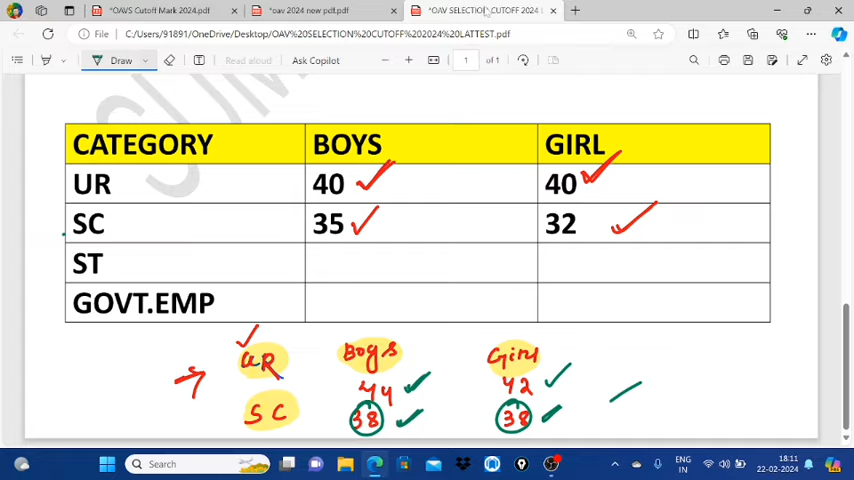 *OAVS Cutoff Mark 2024.pdf
*oav 2024 now pdf.pdf
*OAV SELECTION CUTOFF 2024 L
File
C:/Users/91891/OneDrive/Desktop/OAV%20SELECTION%20CUTOFF%202024%20LATTEST.pdf
Draw
Read aloud
Ask Copilot
1
of 1
CATEGORY BOYS GIRL
UR 40 40
SC 35 32
ST
GOVT.EMP
UR Boys Girl
44 42
SC 38 38
Search
ENG
IN
18:11
22-02-2024